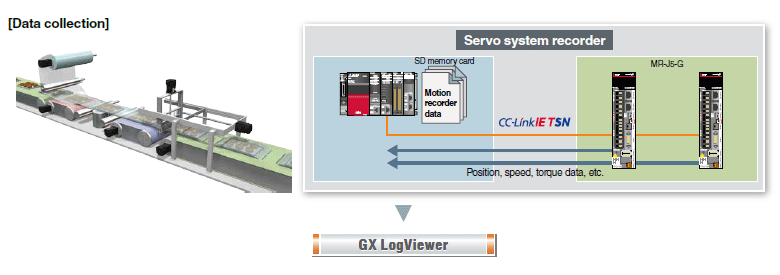 [Data collection]
Servo system recorder
SD memory card
MR-J5-G
Motion
recorder
data
CC-Link IE TSN
Position, speed, torque data, etc.
GX LogViewer